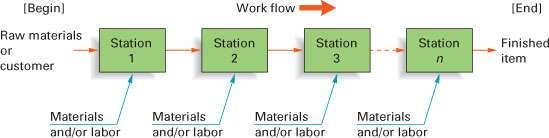 [Begin]
Work flow
[End]
Raw materials
or
customer
Station
1
Station
2
Station
3
Station
n
Finished
item
Materials
and/or labor
Materials
and/or labor
Materials
and/or labor
Materials
and/or labor